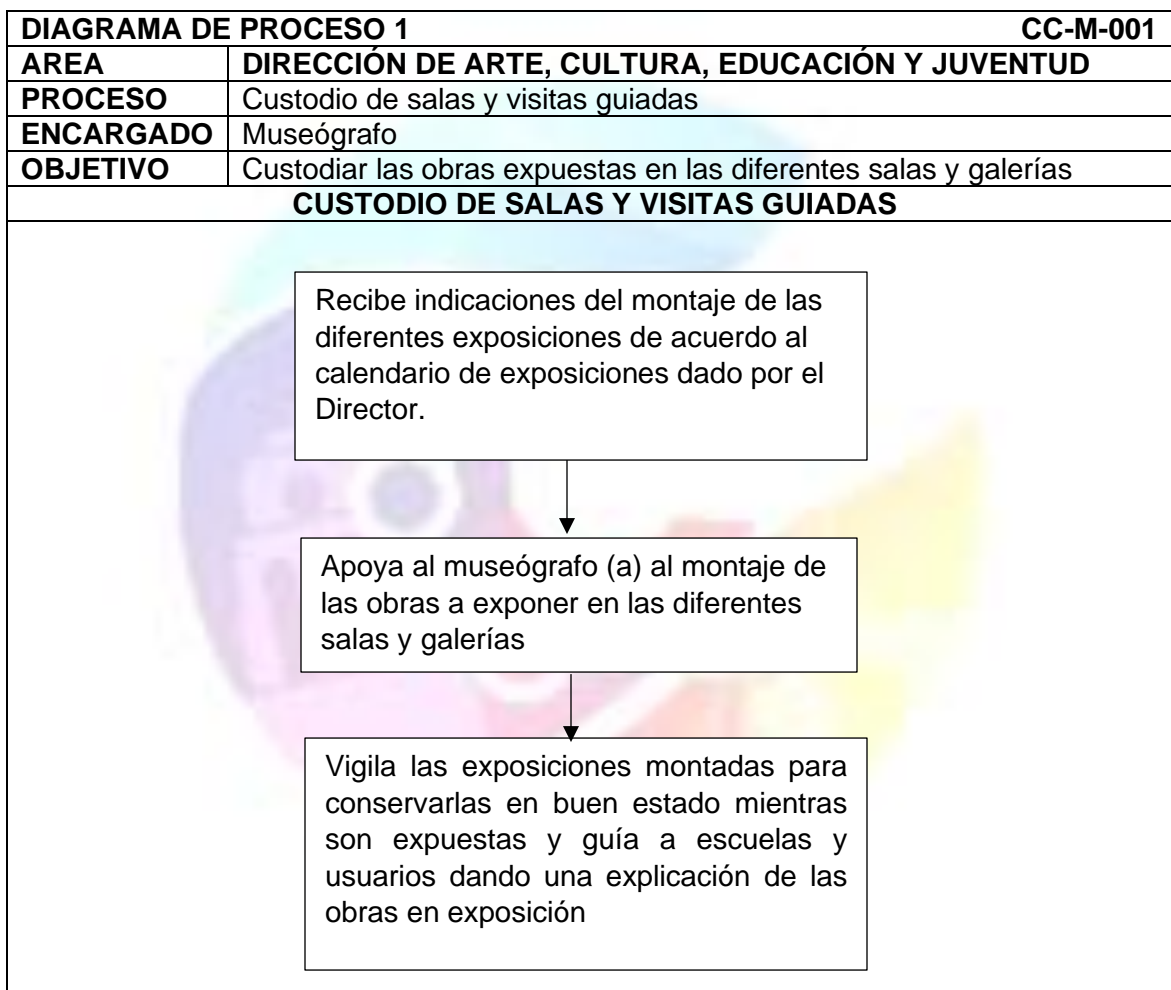 DIAGRAMA DE PROCESO 1 CC-M-001
AREA DIRECCIÓN DE ARTE, CULTURA, EDUCACIÓN Y JUVENTUD
PROCESO Custodio de salas y visitas guiadas
ENCARGADO Museógrafo
OBJETIVO Custodiar las obras expuestas en las diferentes salas y galerías
CUSTODIO DE SALAS Y VISITAS GUIADAS
Recibe indicaciones del montaje de las
diferentes exposiciones de acuerdo al
calendario de exposiciones dado por el
Director.
Apoya al museógrafo (a) al montaje de
las obras a exponer en las diferentes
salas y galerías
Vigila las exposiciones montadas para
conservarlas en buen estado mientras
son expuestas y guía a escuelas y
usuarios dando una explicación de las
obras en exposición